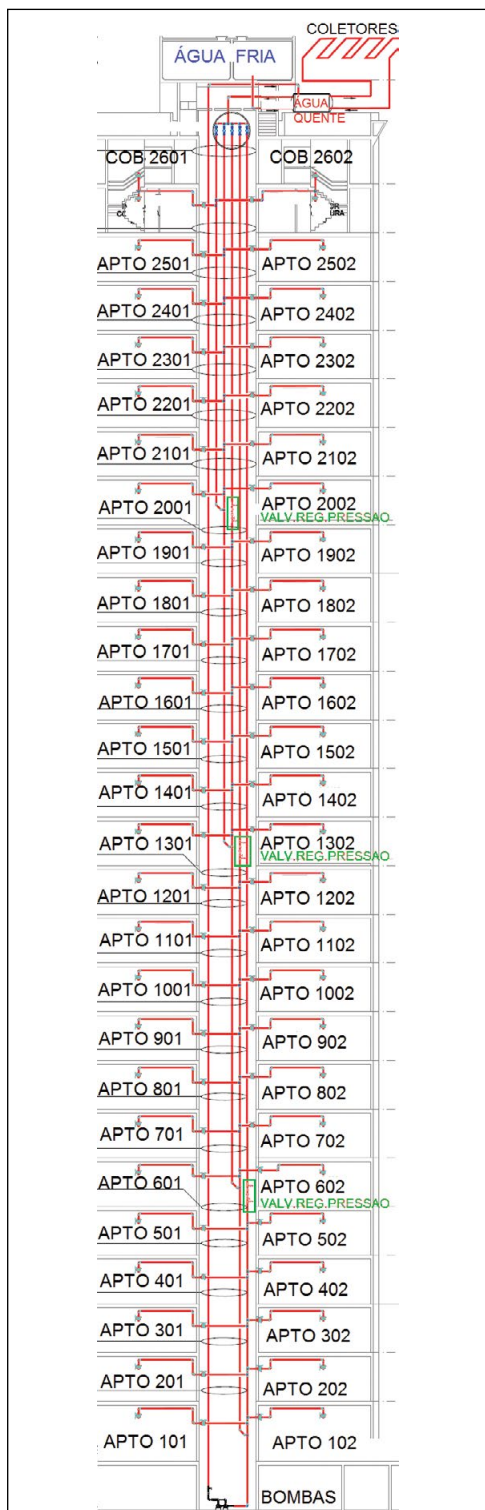 COLETORES
ÁGUA FRIA
ÁGUA
QUENTE
COB 2601 COB 2602
APTO 2501 APTO 2502
APTO 2401 APTO 2402
APTO 2301 APTO 2302
APTO 2201 APTO 2202
APTO 2101 APTO 2102
APTO 2001 APTO 2002
VALV.REG.PRESSAO
APTO 1901 APTO 1902
APTO 1801 APTO 1802
APTO 1701 APTO 1702
APTO 1601 APTO 1602
APTO 1501 APTO 1502
APTO 1401 APTO 1402
APTO 1301 APTO 1302
VALV.REG.PRESSAO
APTO 1201 APTO 1202
APTO 1101 APTO 1102
APTO 1001 APTO 1002
APTO 901 APTO 902
APTO 801 APTO 802
APTO 701 APTO 702
APTO 601 APTO 602
VALV.REG.PRESSAO
APTO 501 APTO 502
APTO 401 APTO 402
APTO 301 APTO 302
APTO 201 APTO 202
APTO 101 APTO 102
BOMBAS